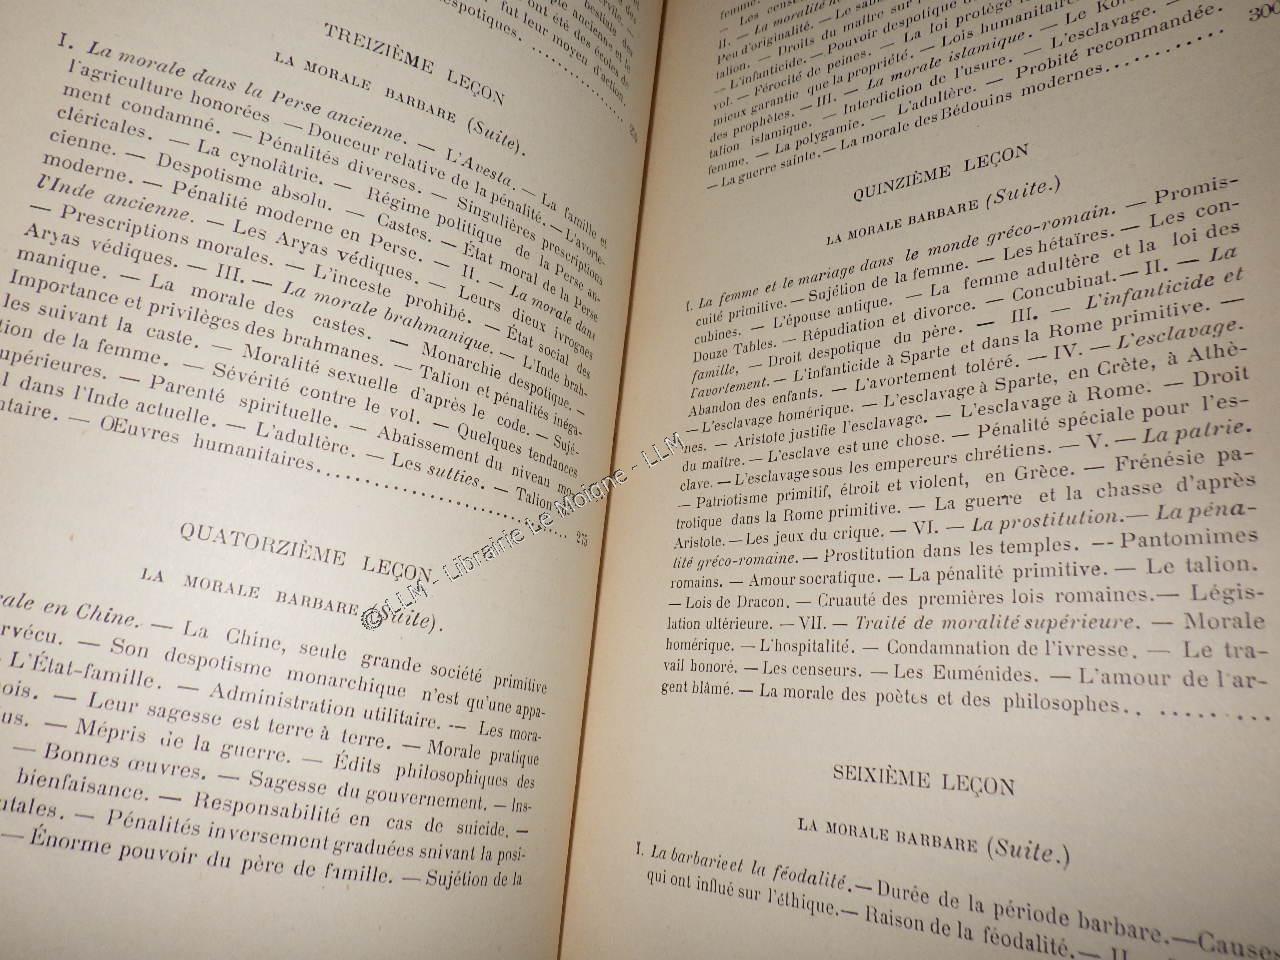 fut leur moyen d'action.
TREIZIÈME LEÇON
LA MORALE BARBARE (Suite).
I. La morale dans la Perse ancienne. — L'Avesta. — La famille et
l'agriculture honorées — Douceur relative de la pénalité. — L'avorte-
ment condamné. — Pénalités diverses. — Singulières prescriptions
cléricales. — La cynolâtrie. — Régime politique de la Perse an-
cienne. — Despotisme absolu. — Castes. — État moral de la Perse
moderne. — Pénalité moderne en Perse. — II. — La morale dans
l'Inde ancienne. — Les Aryas védiques. — Leurs dieux ivrognes
— Prescriptions morales. — L'inceste prohibé. — État social des
Aryas védiques. — III. — La morale brahmanique. — L'Inde brah-
manique. — La morale des castes. — Monarchie despotique. —
Importance et privilèges des brahmanes. — Talion et pénalités inéga-
les suivant la caste. — Moralité sexuelle d'après le code. — Sujé-
tion de la femme. — Sévérité contre le vol. — Quelques tendances
supérieures. — Parenté spirituelle. — Abaissement du niveau mo-
l dans l'Inde actuelle. — L'adultère. — Les sutties. — Talion
ntaire. — Œuvres humanitaires. 275
QUATORZIÈME LEÇON
LA MORALE BARBARE (Suite).
rale en Chine. — La Chine, seule grande société primitive
rvécu. — Son despotisme monarchique n'est qu'une appa-
L'État-famille. — Administration utilitaire. — Les mora-
ois. — Leur sagesse est terre à terre. — Morale pratique
us. — Mépris de la guerre. — Édits philosophiques des
— Bonnes œuvres. — Sagesse du gouvernement. — Ins-
bienfaisance. — Responsabilité en cas de suicide. —
ntales. — Pénalités inversement graduées suivant la posi-
— Énorme pouvoir du père de famille. — Sujétion de la
II. — La morale
Peu d'originalité. —
talion. — Droits du maître sur
— L'infanticide. — Pouvoir despotique
vol. — Férocité de peines. — La loi protège
mieux garantie que la propriété. — Lois humanitaires
des prophètes. — III. — La morale islamique. — Le
talion islamique. — Interdiction de l'usure. — L'esclavage. —
femme. — La polygamie. — L'adultère. — Probité recommandée.
— La guerre sainte. — La morale des Bédouins modernes. 300
QUINZIÈME LEÇON
LA MORALE BARBARE (Suite.)
I. La femme et le mariage dans le monde gréco-romain. — Promis-
cuité primitive. — Sujétion de la femme. — Les hétaïres. — Les con-
cubines. — L'épouse antique. — La femme adultère et la loi des
Douze Tables. — Répudiation et divorce. — Concubinat. — II. — La
famille, — Droit despotique du père. — III. — L'infanticide et
l'avortement. — L'infanticide à Sparte et dans la Rome primitive. —
Abandon des enfants. — L'avortement toléré. — IV. — L'esclavage.
— L'esclavage homérique. — L'esclavage à Sparte, en Crète, à Athè-
nes. — Aristote justifie l'esclavage. — L'esclavage à Rome. — Droit
du maître. — L'esclave est une chose. — Pénalité spéciale pour l'es-
clave. — L'esclavage sous les empereurs chrétiens. — V. — La patrie.
— Patriotisme primitif, étroit et violent, en Grèce. — Frénésie pa-
trotique dans la Rome primitive. — La guerre et la chasse d'après
Aristote. — Les jeux du crique. — VI. — La prostitution. — La péna-
lité gréco-romaine. — Prostitution dans les temples. — Pantomimes
romains. — Amour socratique. — La pénalité primitive. — Le talion.
— Lois de Dracon. — Cruauté des premières lois romaines. — Légis-
lation ultérieure. — VII. — Traité de moralité supérieure. — Morale
homérique. — L'hospitalité. — Condamnation de l'ivresse. — Le tra-
vail honoré. — Les censeurs. — Les Euménides. — L'amour de l'ar-
gent blâmé. — La morale des poètes et des philosophes.
SEIXIÈME LEÇON
LA MORALE BARBARE (Suite.)
I. La barbarie et la féodalité. — Durée de la période barbare. — Causes
qui ont influé sur l'éthique. — Raison de la féodalité. — II.
© LLM - Librairie Le Moigne - LLM